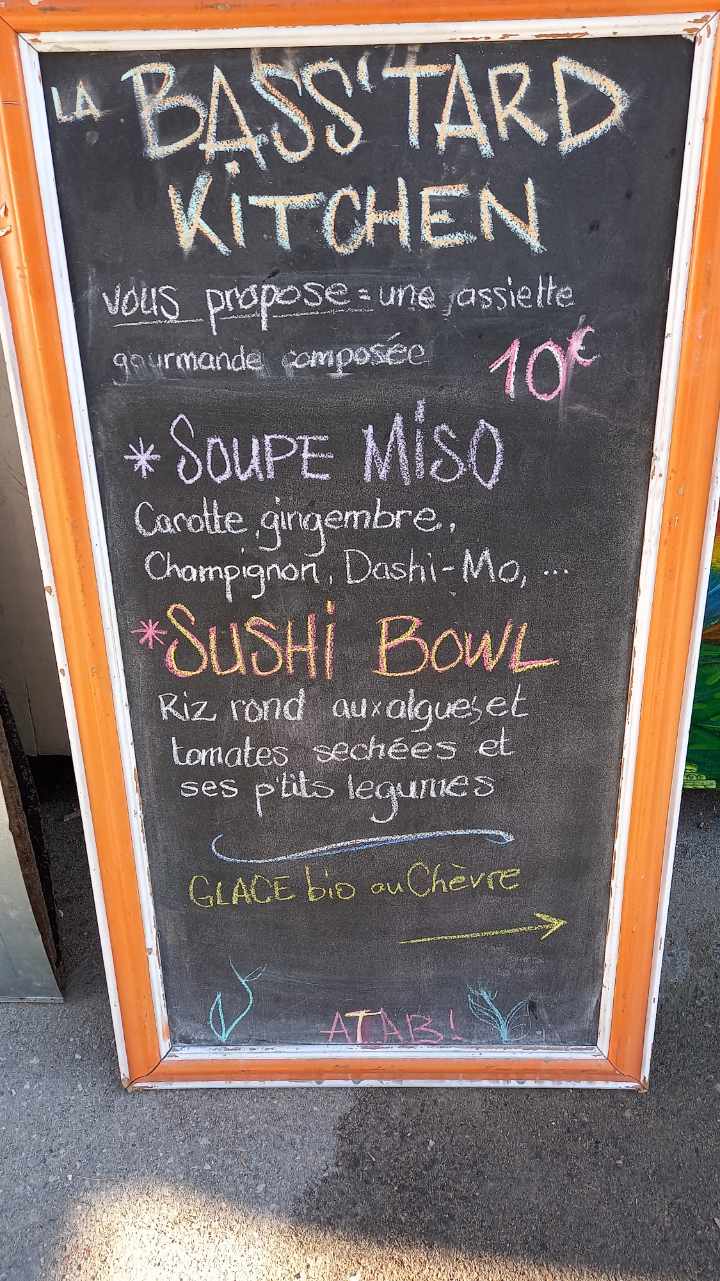 LA BASS'TARD
KITCHEN
vous propose = une assiette
gourmande composée 10€
* SOUPE MISO
Carotte, gingembre,
Champignon, Dashi-Mo, ...
* SUSHI BOWL
Riz rond aux algues et
tomates sechées et
ses p'tits legumes
GLACE bio au Chèvre
ATAB!